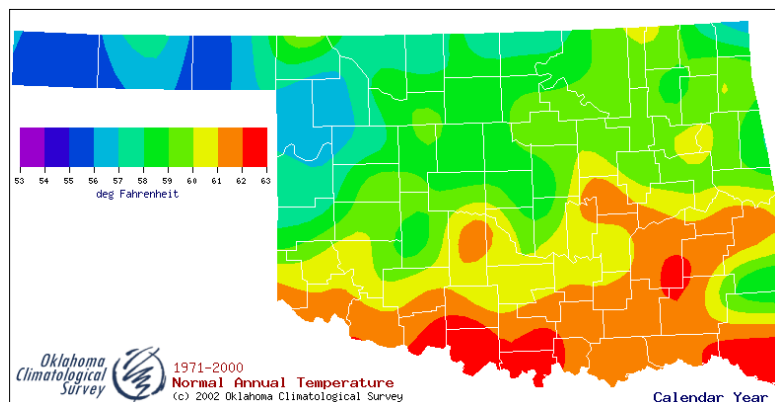 53 54 55 56 57 58 59 60 61 62 63
deg Fahrenheit
Oklahoma
Climatological
Survey
1971-2000
Normal Annual Temperature
(c) 2002 Oklahoma Climatological Survey
Calendar Year